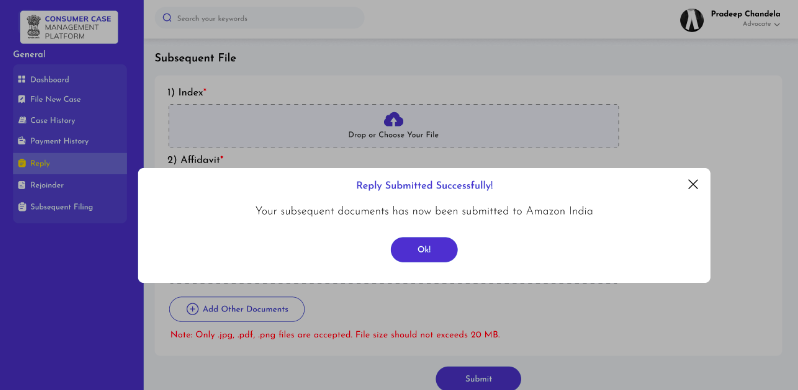 CONSUMER CASE
MANAGEMENT
PLATFORM
General
Dashboard
File New Case
Case History
Payment History
Reply
Rejoinder
Subsequent Filing
Search your keywords
Pradeep Chandela
Advocate
Subsequent File
1) Index*
Drop or Choose Your File
2) Affidavit*
Reply Submitted Successfully!
Your subsequent documents has now been submitted to Amazon India
Ok!
Add Other Documents
Note: Only .jpg, .pdf, .png files are accepted. File size should not exceeds 20 MB.
Submit